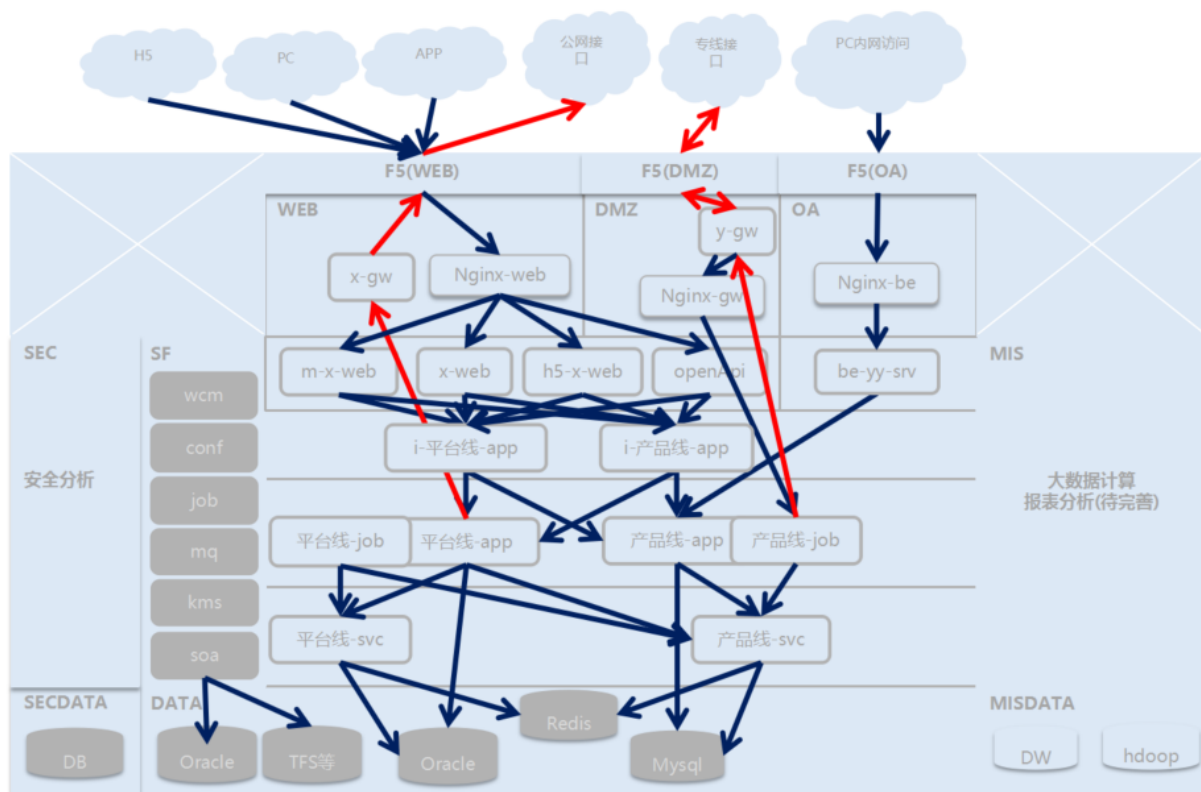 H5
PC
APP
公网接
口
专线接
口
PC内网访问
F5(WEB)
F5(DMZ)
F5(OA)
WEB
DMZ
OA
y-gw
x-gw
Nginx-web
Nginx-gw
Nginx-be
SEC
SF
MIS
m-x-web
x-web
h5-x-web
openApi
be-yy-srv
wcm
conf
i-平台线-app
i-产品线-app
安全分析
大数据计算
报表分析(待完善)
job
mq
平台线-job
平台线-app
产品线-app
产品线-job
kms
soa
平台线-svc
产品线-svc
SECDATA
DATA
MISDATA
Redis
DB
Oracle
TFS等
Oracle
Mysql
DW
hdoop